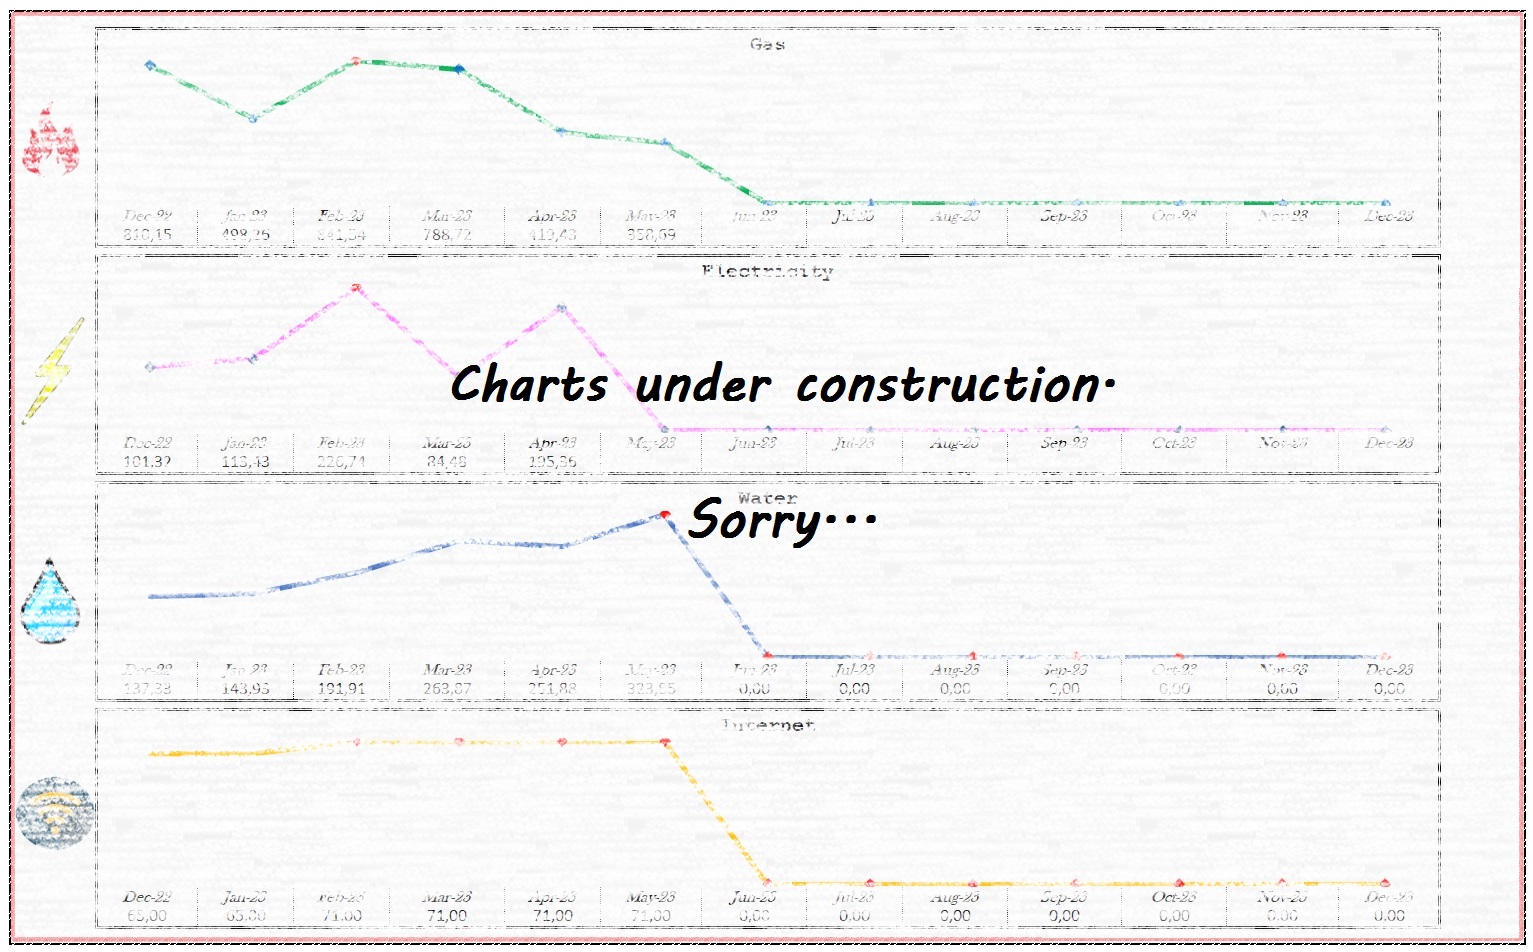 Gas
Dec-22 Jan-23 Feb-23 Mar-23 Apr-23 May-23 Jun-23 Jul-23 Aug-23 Sep-23 Oct-23 Nov-23 Dec-23
810,15 498,26 841,54 788,72 419,43 358,69
Electricity
Dec-22 Jan-23 Feb-23 Mar-23 Apr-23 May-23 Jun-23 Jul-23 Aug-23 Sep-23 Oct-23 Nov-23 Dec-23
101,32 113,43 226,74 84,48 195,36
Charts under construction.
Water
Sorry...
Dec-22 Jan-23 Feb-23 Mar-23 Apr-23 May-23 Jun-23 Jul-23 Aug-23 Sep-23 Oct-23 Nov-23 Dec-23
137,33 143,93 191,91 263,87 251,88 323,85 0,00 0,00 0,00 0,00 0,00 0,00 0,00
Internet
Dec-22 Jan-23 Feb-23 Mar-23 Apr-23 May-23 Jun-23 Jul-23 Aug-23 Sep-23 Oct-23 Nov-23 Dec-23
65,00 65,00 71,00 71,00 71,00 71,00 0,00 0,00 0,00 0,00 0,00 0,00 0,00